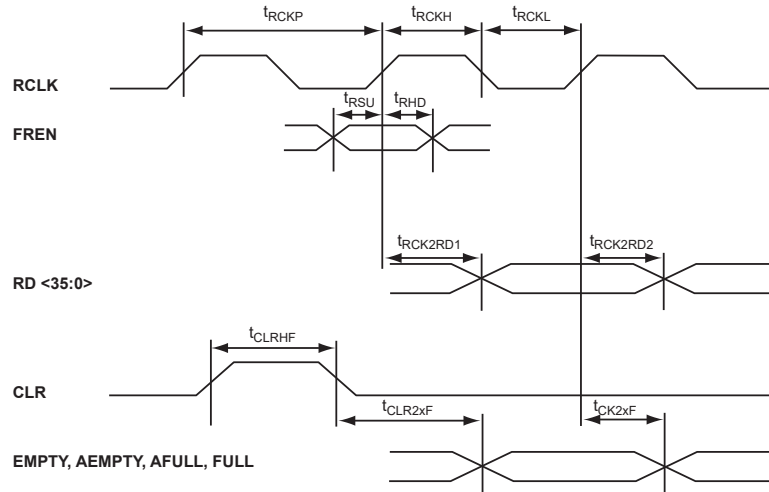 tRCKP tRCKH tRCKL
RCLK
tRSU tRHD
FREN
tRCK2RD1 tRCK2RD2
RD <35:0>
tCLRHF
CLR
tCLR2xF tCK2xF
EMPTY, AEMPTY, AFULL, FULL